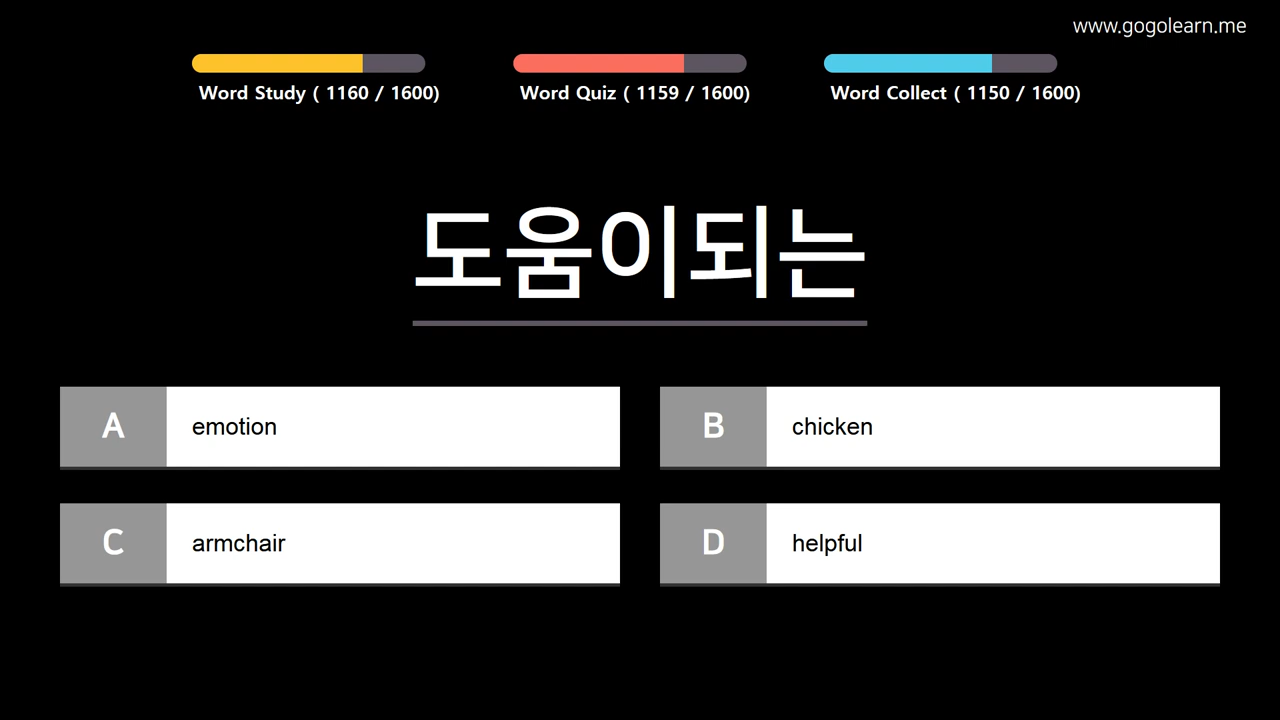 www.gogolearn.me
Word Study ( 1160 / 1600)
Word Quiz ( 1159 / 1600)
Word Collect ( 1150 / 1600)
도움이되는
A emotion
B chicken
C armchair
D helpful